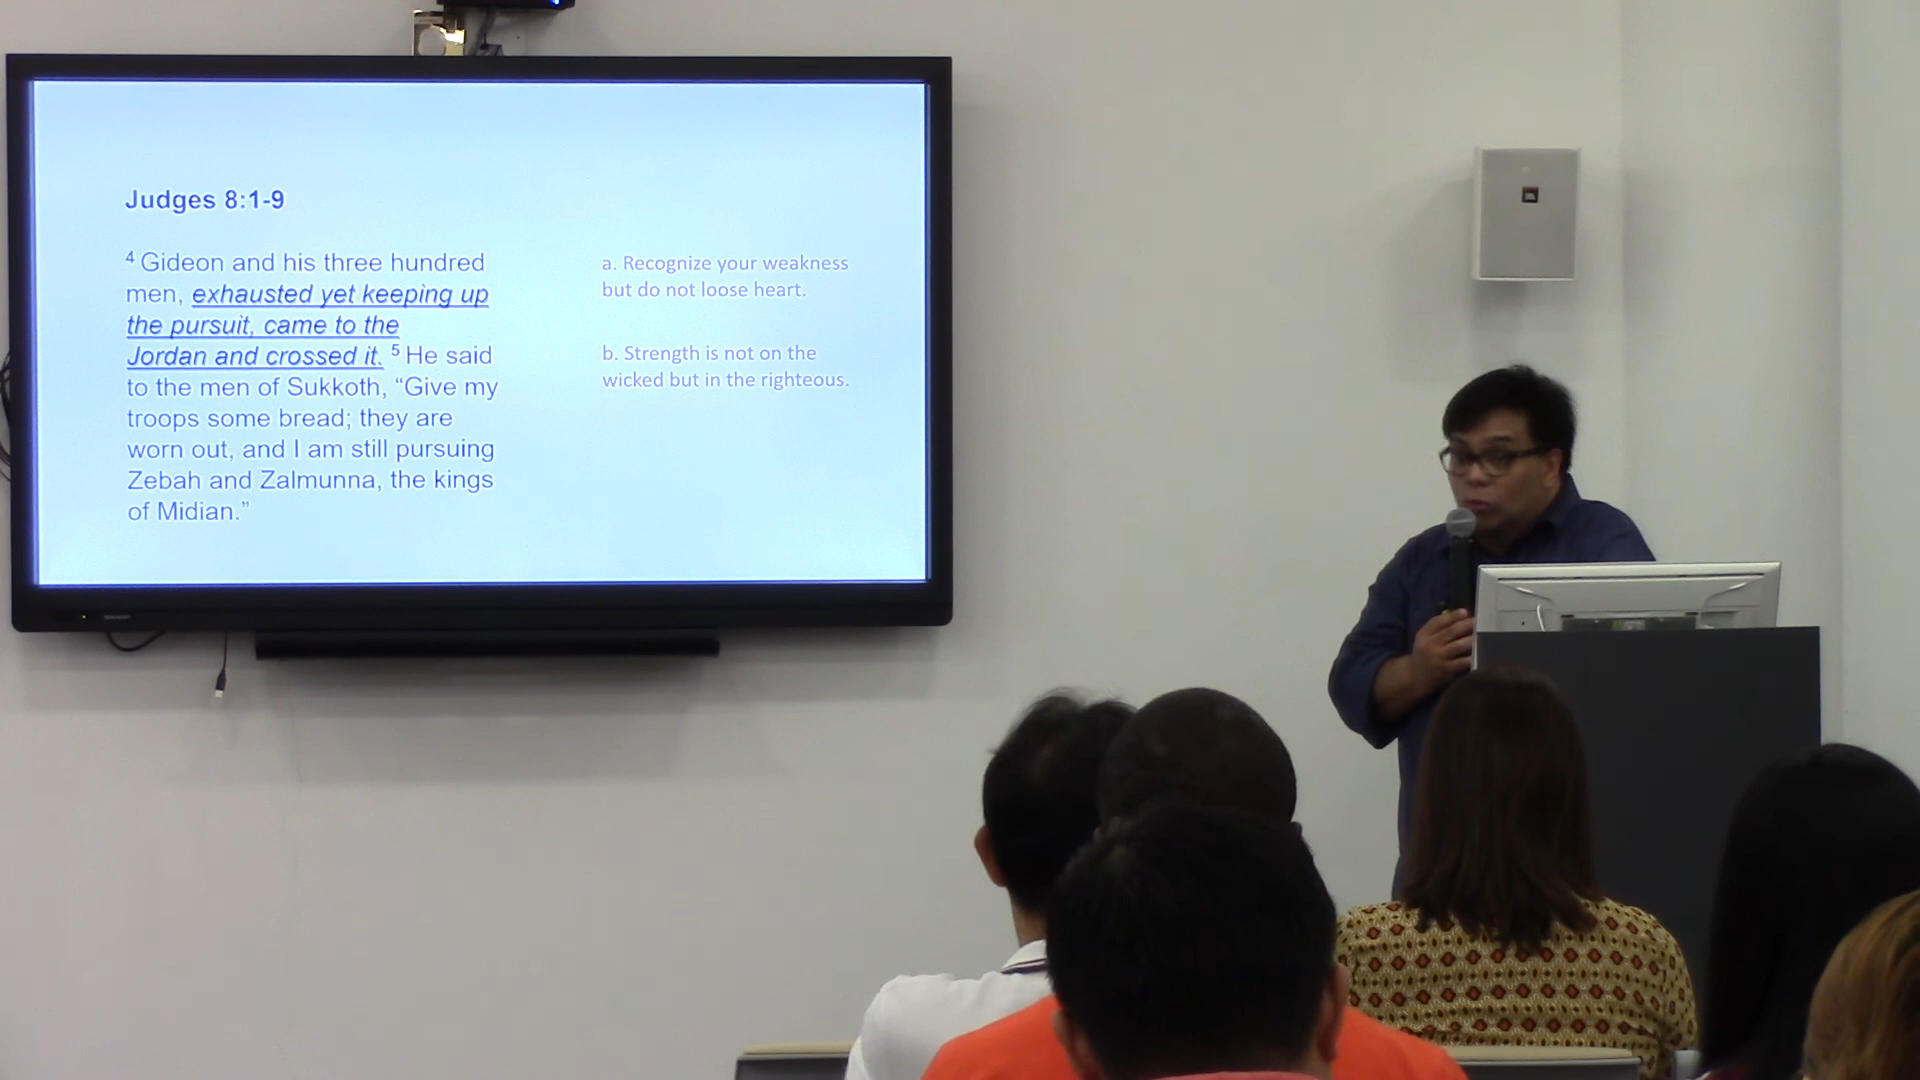 Judges 8:1-9
4 Gideon and his three hundred
men, exhausted yet keeping up
the pursuit, came to the
Jordan and crossed it. 5 He said
to the men of Sukkoth, “Give my
troops some bread; they are
worn out, and I am still pursuing
Zebah and Zalmunna, the kings
of Midian.”
a. Recognize your weakness
but do not loose heart.
b. Strength is not on the
wicked but in the righteous.